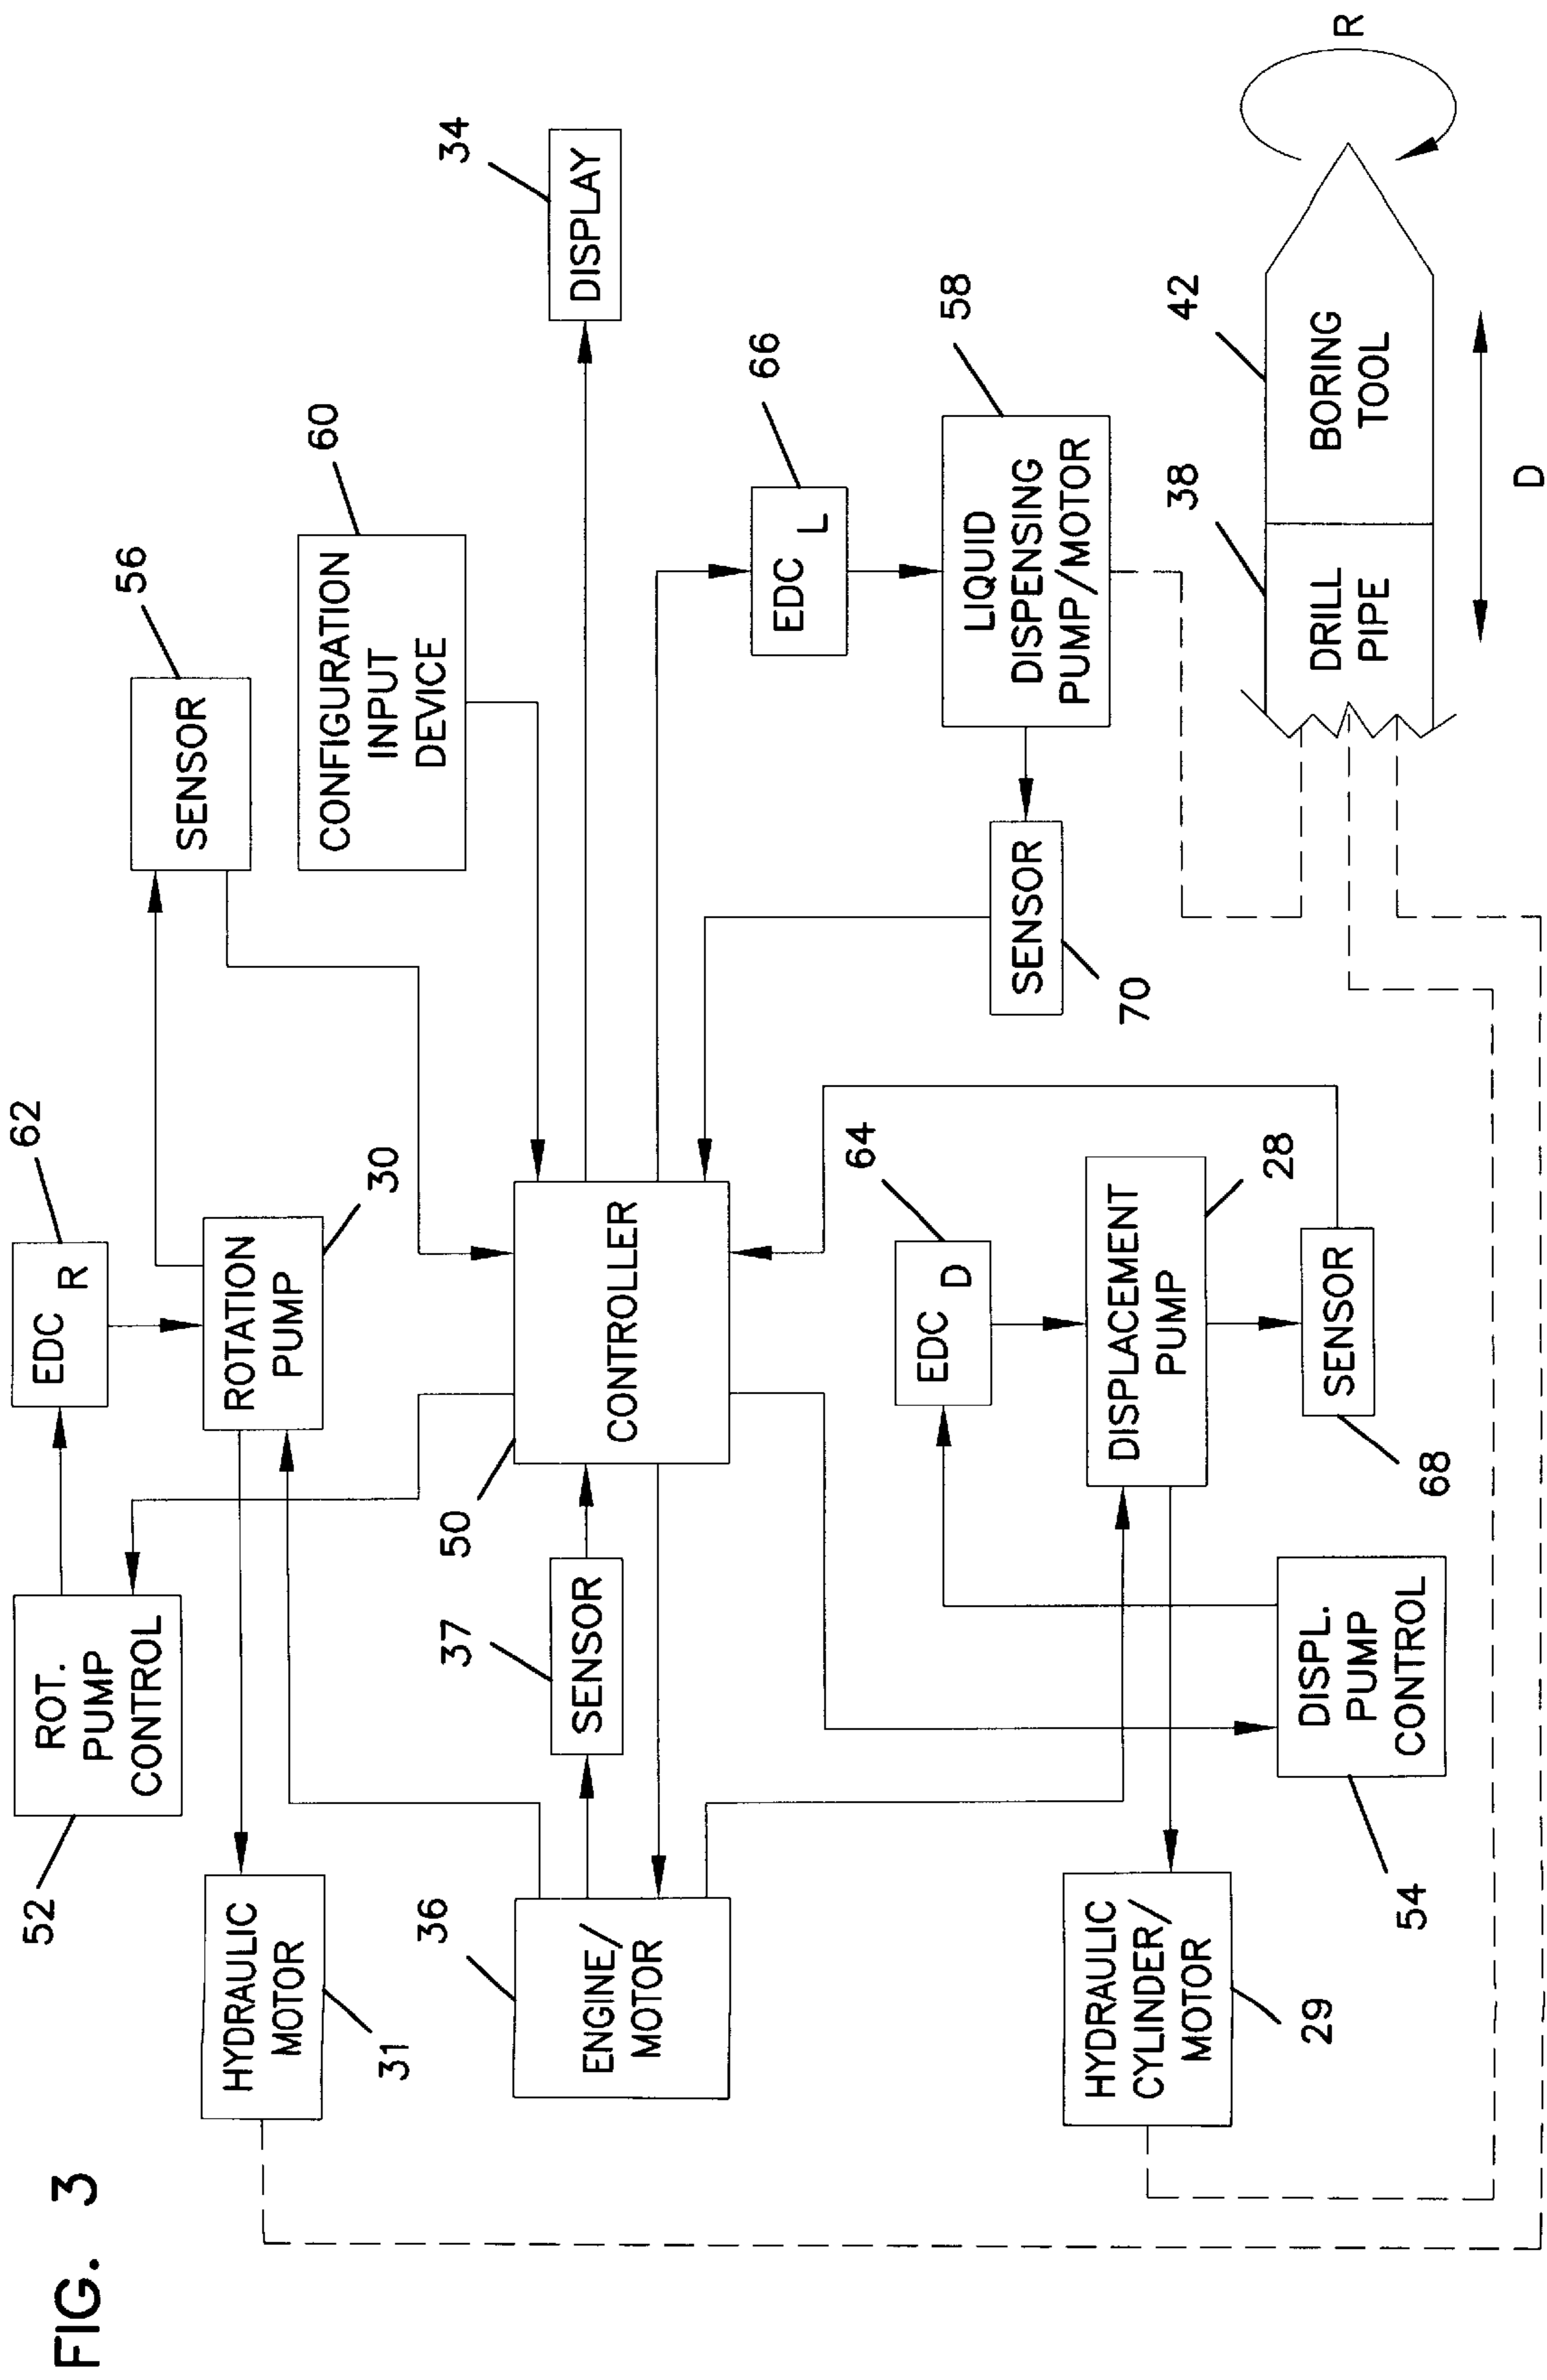 FIG. 3
52
ROT.
PUMP
CONTROL
EDC R
62
HYDRAULIC
MOTOR
31
ROTATION
PUMP
30
SENSOR
56
CONFIGURATION
INPUT
DEVICE
60
36
ENGINE/
MOTOR
37
SENSOR
50
CONTROLLER
DISPLAY
34
EDC L
66
LIQUID
DISPENSING
PUMP/MOTOR
58
SENSOR
70
EDC D
64
HYDRAULIC
CYLINDER/
MOTOR
29
DISPLACEMENT
PUMP
28
DISPL.
PUMP
CONTROL
54
SENSOR
68
DRILL
PIPE
38
BORING
TOOL
42
R
D